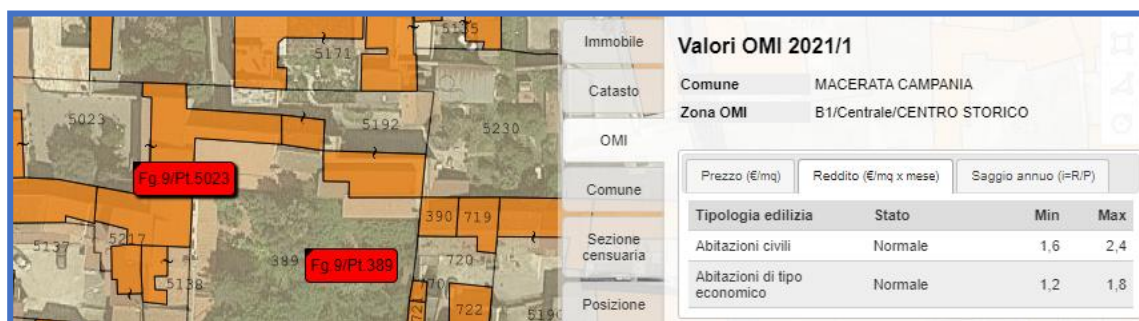 5135
5171
5023
5192
5230
Fg.9/Pt.5023
390 719
5137
5217
389
Fg.9/Pt.389
720
5138
770
722
Immobile
Catasto
OMI
Comune
Sezione
censuaria
Posizione
Valori OMI 2021/1
Comune MACERATA CAMPANIA
Zona OMI B1/Centrale/CENTRO STORICO
Prezzo (€/mq) Reddito (€/mq x mese) Saggio annuo (i=R/P)
Tipologia edilizia Stato Min Max
Abitazioni civili Normale 1,6 2,4
Abitazioni di tipo
economico Normale 1,2 1,8